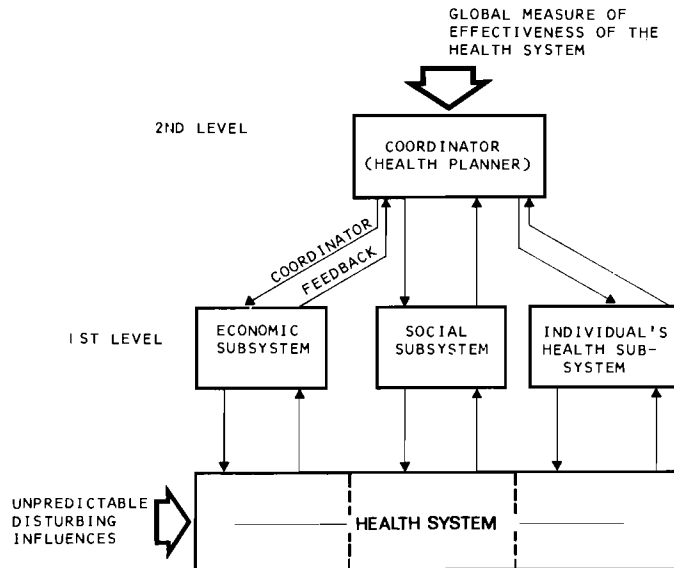 GLOBAL MEASURE OF
EFFECTIVENESS OF THE
HEALTH SYSTEM
2ND LEVEL
COORDINATOR
(HEALTH PLANNER)
COORDINATOR
FEEDBACK
1ST LEVEL
ECONOMIC
SUBSYSTEM
SOCIAL
SUBSYSTEM
INDIVIDUAL'S
HEALTH SUB-
SYSTEM
UNPREDICTABLE
DISTURBING
INFLUENCES
HEALTH SYSTEM